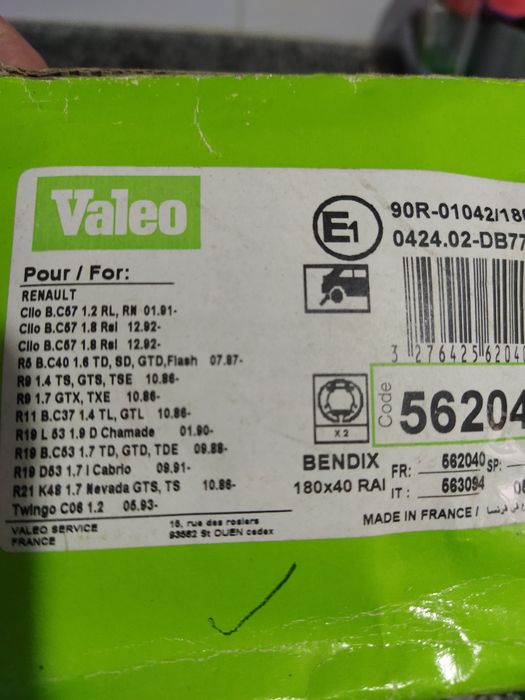 Valeo
Pour / For:
RENAULT
Clio B.C57 1.2 RL, RN 01.91-
Clio B.C57 1.8 Rsi 12.92-
Clio B.C57 1.8 Rsi 12.92-
R5 B.C40 1.6 TD, SD, GTD,Flash 07.87-
R9 1.4 TS, GTS, TSE 10.86-
R9 1.7 GTX, TXE 10.86-
R11 B.C37 1.4 TL, GTL 10.86-
R19 L 53 1.9 D Chamade 01.90-
R19 B.C53 1.7 TD, GTD, TDE 09.88-
R19 D53 1.7 I Cabrio 09.91-
R21 K48 1.7 Nevada GTS, TS 10.86-
Twingo C06 1.2 05.93-
VALEO SERVICE
FRANCE
15, rue des rosiers
93582 St OUEN cedex
E1
90R-01042/180
0424.02-DB77
3 276425 62040
X 2
Code
56204
BENDIX
180x40 RAI
FR: 562040 SP:
IT : 563094
MADE IN FRANCE /